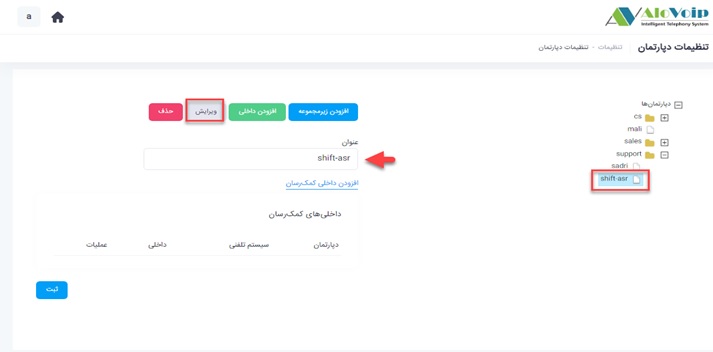 a
AloVoip
Intelligent Telephony System
تنظیمات دپارتمان
تنظیمات - تنظیمات دپارتمان
دپارتمان‌ها
cs
mali
sales
support
sadri
shift-asr
افزودن زیرمجموعه
افزودن داخلی
ویرایش
حذف
عنوان
shift-asr
افزودن داخلی کمک‌رسان
داخلی‌های کمک‌رسان
دپارتمان سیستم تلفنی داخلی عملیات
ثبت